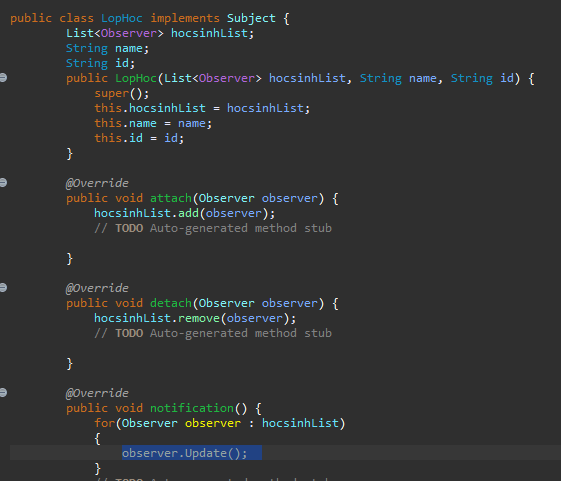 public class LopHoc implements Subject {
List<Observer> hocsinhList;
String name;
String id;
public LopHoc(List<Observer> hocsinhList, String name, String id) {
super();
this.hocsinhList = hocsinhList;
this.name = name;
this.id = id;
}
@Override
public void attach(Observer observer) {
hocsinhList.add(observer);
// TODO Auto-generated method stub
}
@Override
public void detach(Observer observer) {
hocsinhList.remove(observer);
// TODO Auto-generated method stub
}
@Override
public void notification() {
for(Observer observer : hocsinhList)
{
observer.Update();
}